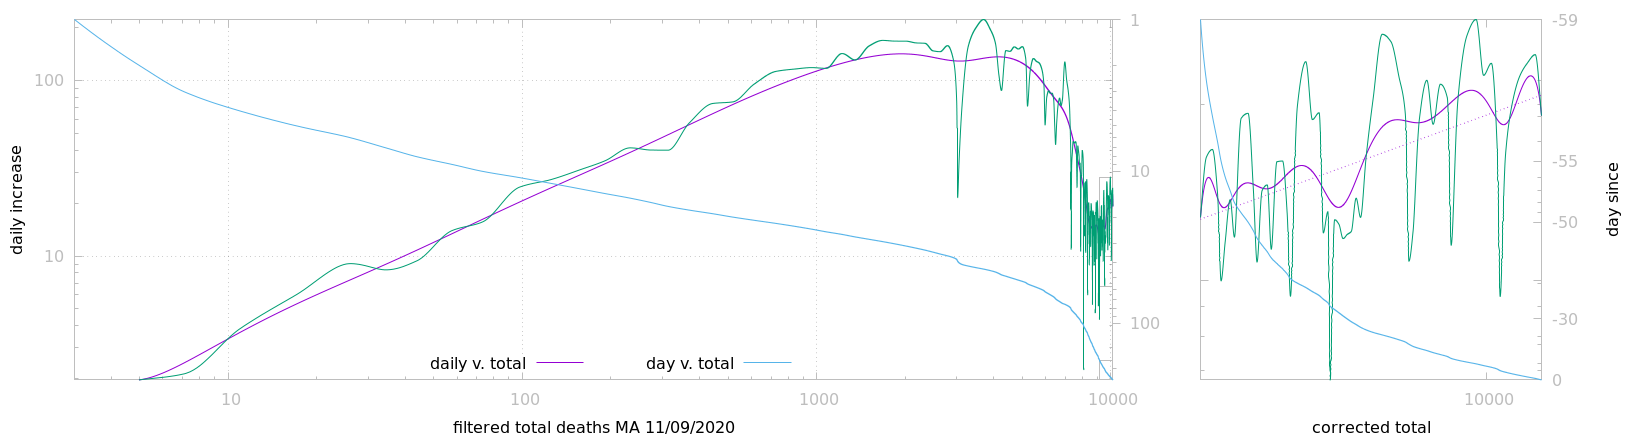 1
-59
100
daily increase
10
-55
-50
day since
10
100
-30
daily v. total
day v. total
0
10
100
1000
10000
10000
filtered total deaths MA 11/09/2020
corrected total